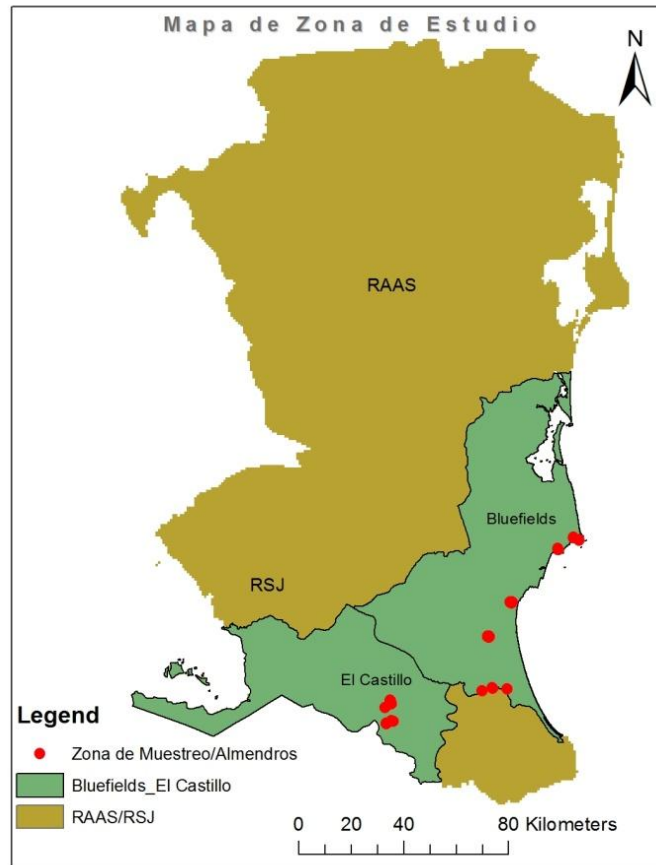 Mapa de Zona de Estudio
N
RAAS
Bluefields
RSJ
El Castillo
Legend
Zona de Muestreo/Almendros
Bluefields_El Castillo
RAAS/RSJ
0 20 40 80 Kilometers